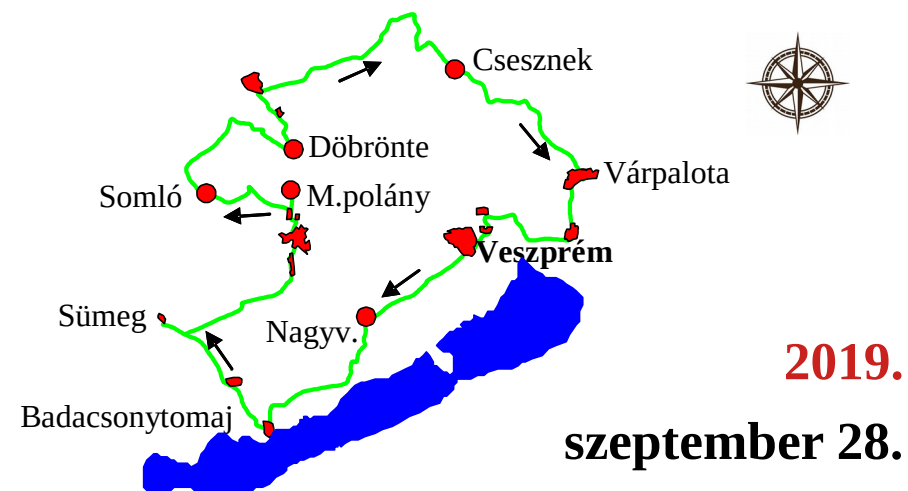 Csesznek
Döbrönte
Várpalota
Somló
M.polány
Veszprém
Sümeg
Nagyv.
2019.
Badacsonytomaj
szeptember 28.